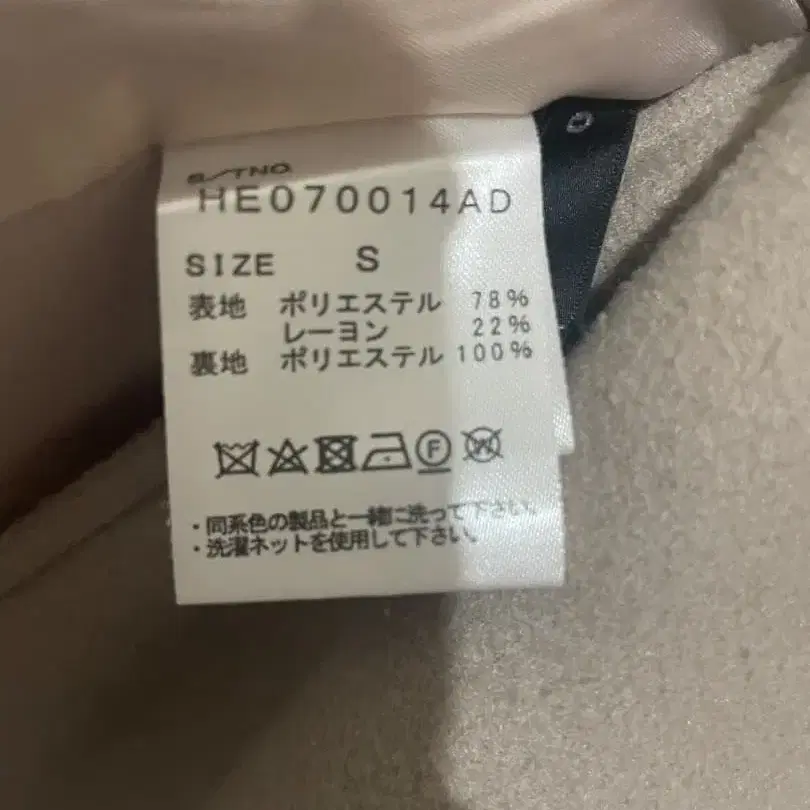 S/TNO
HE070014AD
SIZE S
表地 ポリエステル 78%
レーヨン 22%
裏地 ポリエステル 100%
F W
・同系色の製品と一緒に洗って下さい。
・洗濯ネットを使用して下さい。